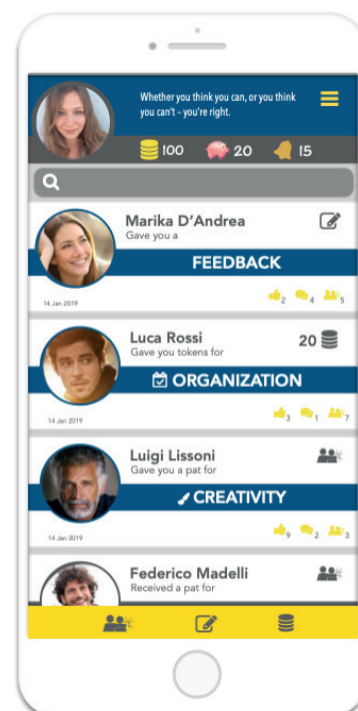 Whether you think you can, or you think
you can't – you're right.
100 20 15
Marika D'Andrea
Gave you a
FEEDBACK
14 Jan 2019
2 4 5
Luca Rossi
20
Gave you tokens for
ORGANIZATION
14 Jan 2019
3 1 7
Luigi Lissoni
Gave you a pat for
CREATIVITY
14 Jan 2019
9 2 3
Federico Madelli
Received a pat for